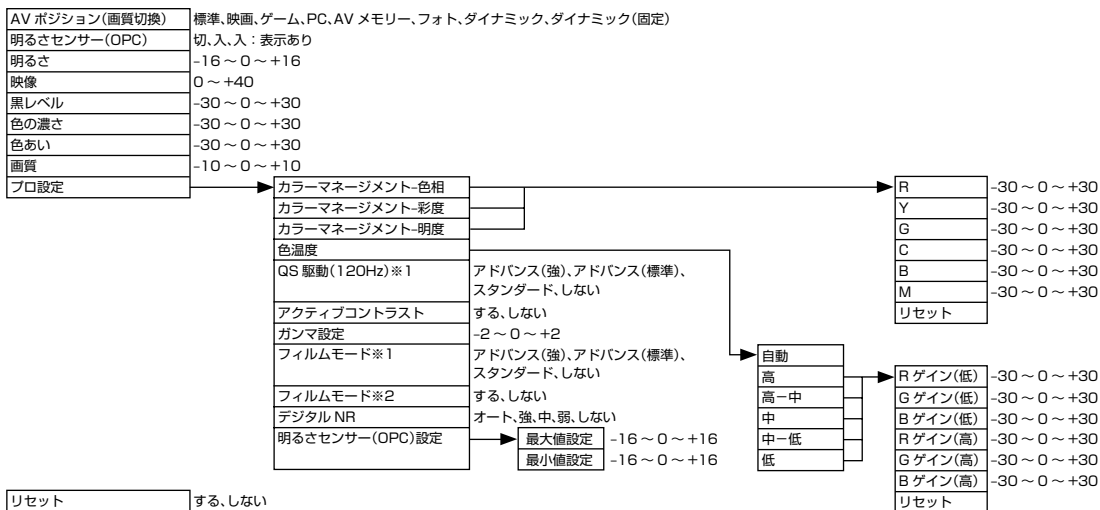 AV ポジション（画質切換） 標準、映画、ゲーム、PC、AV メモリー、フォト、ダイナミック、ダイナミック（固定）
明るさセンサー（OPC） 切、入、入：表示あり
明るさ –16～0～+16
映像 0～+40
黒レベル –30～0～+30
色の濃さ –30～0～+30
色あい –30～0～+30
画質 –10～0～+10
プロ設定
カラーマネージメント–色相
カラーマネージメント–彩度
カラーマネージメント–明度
色温度
QS 駆動（120Hz）※1 アドバンス（強）、アドバンス（標準）、
スタンダード、しない
アクティブコントラスト する、しない
ガンマ設定 –2～0～+2
フィルムモード※1 アドバンス（強）、アドバンス（標準）、
スタンダード、しない
フィルムモード※2 する、しない
デジタル NR オート、強、中、弱、しない
明るさセンサー（OPC）設定
最大値設定 –16～0～+16
最小値設定 –16～0～+16
R –30～0～+30
Y –30～0～+30
G –30～0～+30
C –30～0～+30
B –30～0～+30
M –30～0～+30
リセット
自動
高
高－中
中
中－低
低
R ゲイン（低） –30～0～+30
G ゲイン（低） –30～0～+30
B ゲイン（低） –30～0～+30
R ゲイン（高） –30～0～+30
G ゲイン（高） –30～0～+30
B ゲイン（高） –30～0～+30
リセット
リセット する、しない